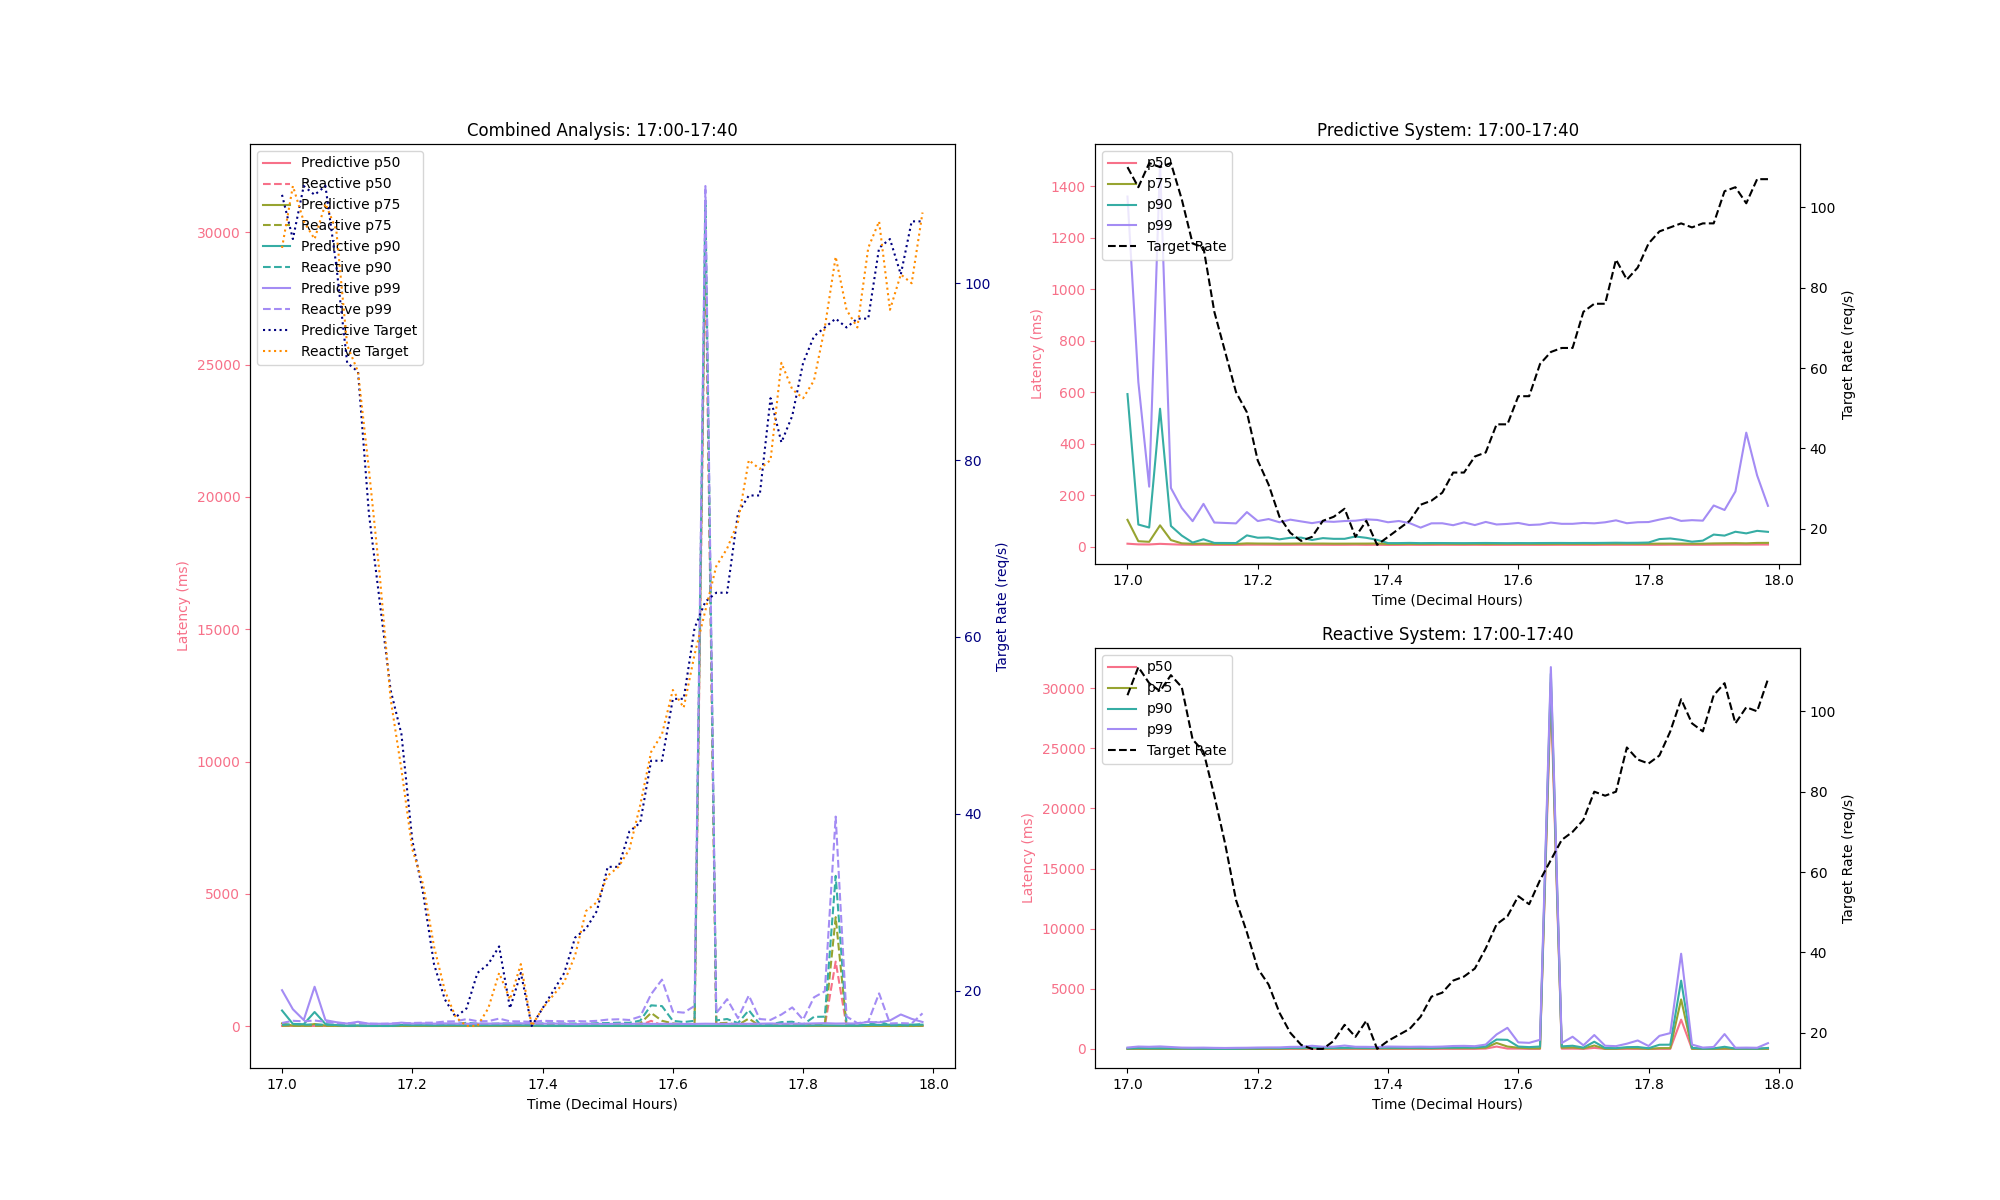 Combined Analysis: 17:00-17:40
Predictive p50
Reactive p50
Predictive p75
Reactive p75
Predictive p90
Reactive p90
Predictive p99
Reactive p99
Predictive Target
Reactive Target
30000
25000
20000
15000
10000
5000
0
Latency (ms)
100
80
60
40
20
Target Rate (req/s)
17.0 17.2 17.4 17.6 17.8 18.0
Time (Decimal Hours)
Predictive System: 17:00-17:40
p50
p75
p90
p99
Target Rate
1400
1200
1000
800
600
400
200
0
Latency (ms)
100
80
60
40
20
Target Rate (req/s)
17.0 17.2 17.4 17.6 17.8 18.0
Time (Decimal Hours)
Reactive System: 17:00-17:40
p50
p75
p90
p99
Target Rate
30000
25000
20000
15000
10000
5000
0
Latency (ms)
100
80
60
40
20
Target Rate (req/s)
17.0 17.2 17.4 17.6 17.8 18.0
Time (Decimal Hours)